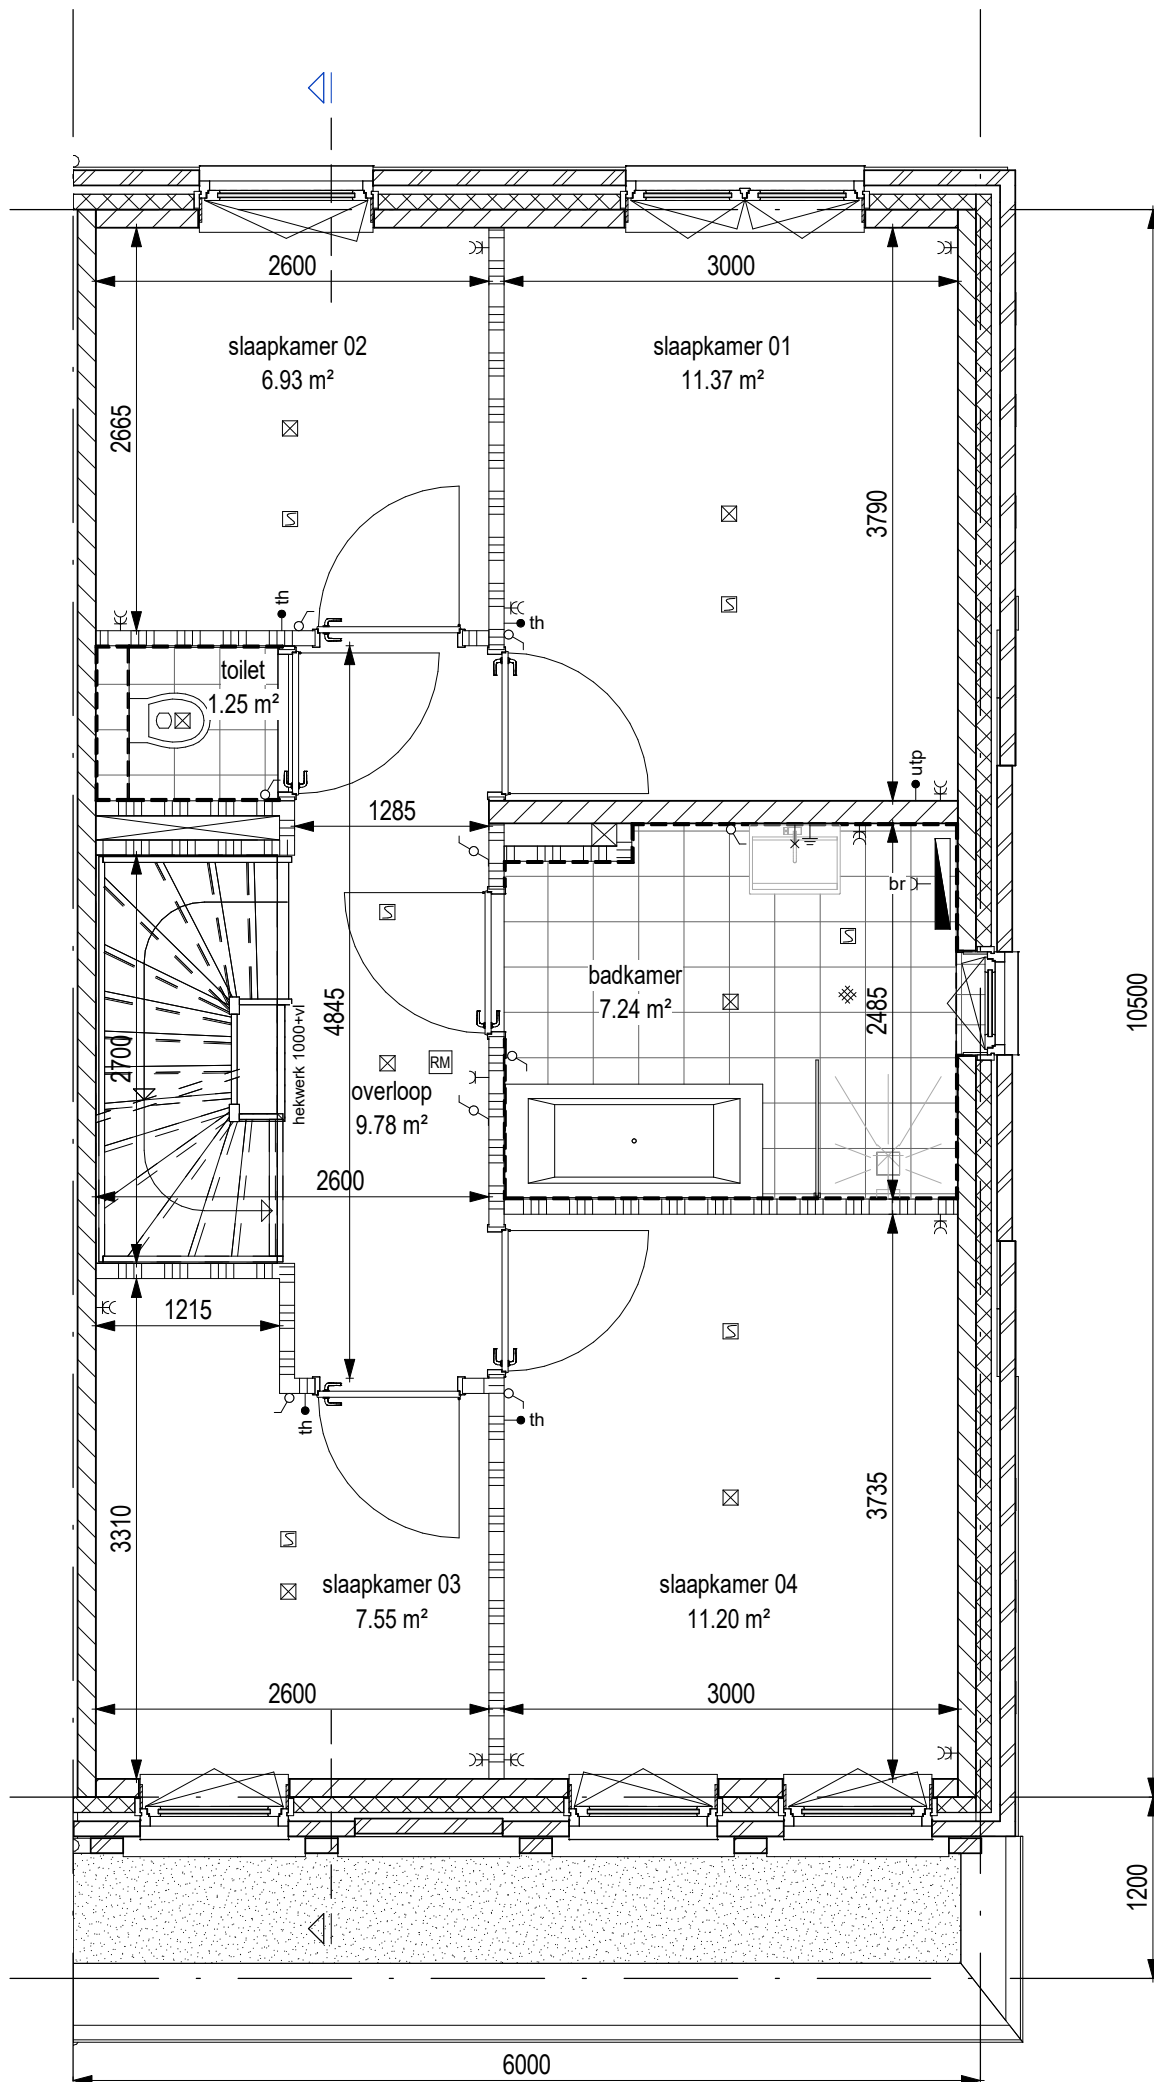 2600
3000
slaapkamer 02
6.93 m²
slaapkamer 01
11.37 m²
2665
3790
th
th
toilet
1.25 m²
utp
1285
br
badkamer
7.24 m²
2485
10500
4845
2700
hekwerk 1000+vl
RM
overloop
9.78 m²
2600
1215
th
th
3310
3735
slaapkamer 03
7.55 m²
slaapkamer 04
11.20 m²
2600
3000
1200
6000